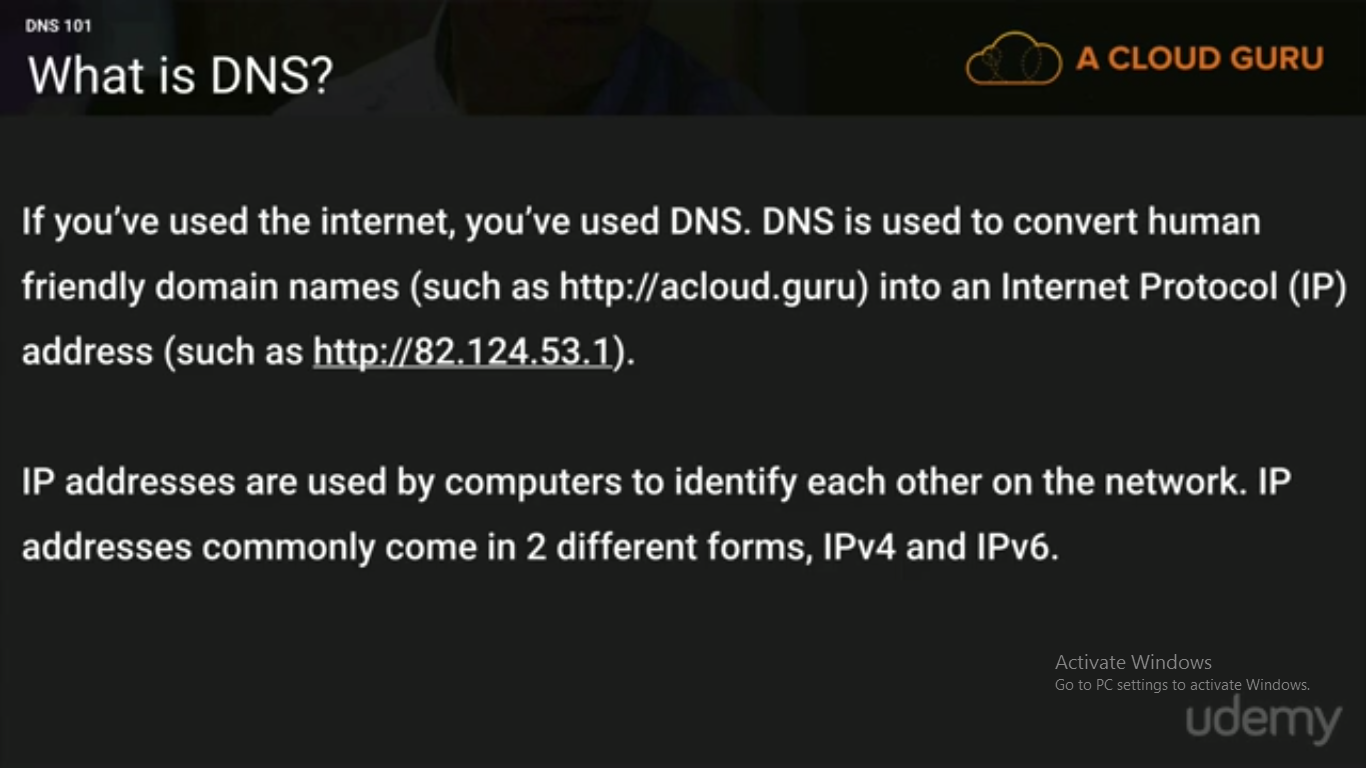 DNS 101
What is DNS?
A CLOUD GURU
If you’ve used the internet, you’ve used DNS. DNS is used to convert human
friendly domain names (such as http://acloud.guru) into an Internet Protocol (IP)
address (such as http://82.124.53.1).
IP addresses are used by computers to identify each other on the network. IP
addresses commonly come in 2 different forms, IPv4 and IPv6.
Activate Windows
Go to PC settings to activate Windows.
udemy